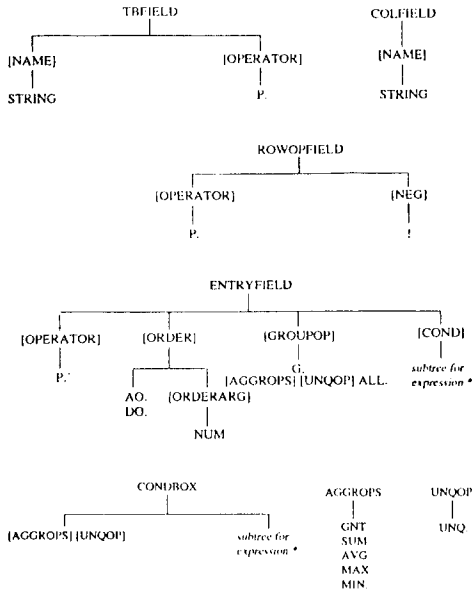 TBFIELD COLFIELD
[NAME] [OPERATOR] [NAME]
STRING P. STRING
ROWOPFIELD
[OPERATOR] [NEG]
P. !
ENTRYFIELD
[OPERATOR] [ORDER] [GROUPOP] [COND]
P. G. subtree for
[AGGROPS] [UNQOP] ALL. expression *
AO. [ORDERARG]
DO.
NUM
CONDBOX AGGROPS UNQOP
[AGGROPS] [UNQOP] subtree for GNT UNQ.
expression * SUM
AVG
MAX
MIN.